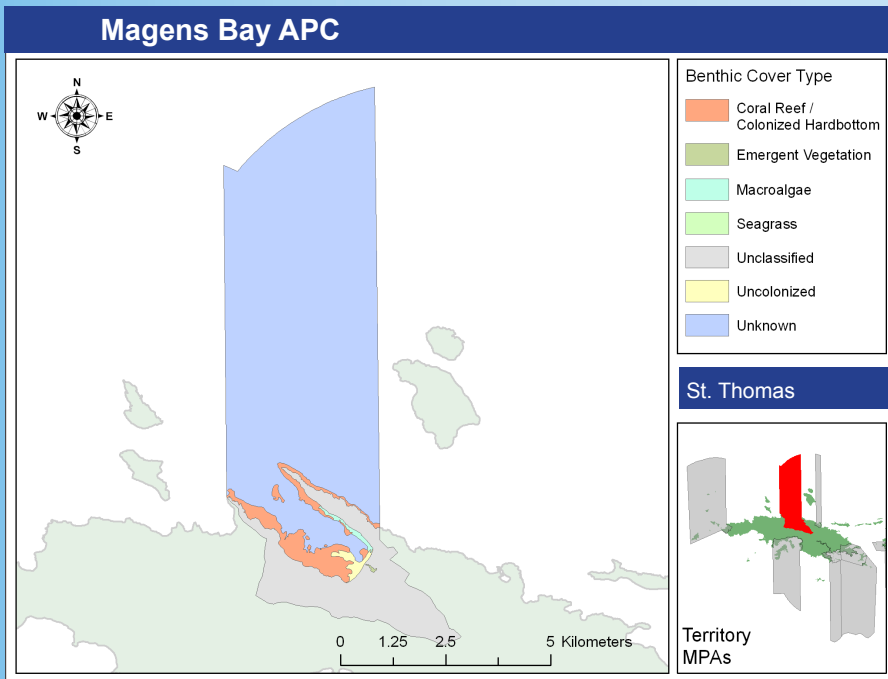 Magens Bay APC
N
W
E
S
Benthic Cover Type
Coral Reef /
Colonized Hardbottom
Emergent Vegetation
Macroalgae
Seagrass
Unclassified
Uncolonized
Unknown
St. Thomas
0 1.25 2.5 5 Kilometers
Territory
MPAs